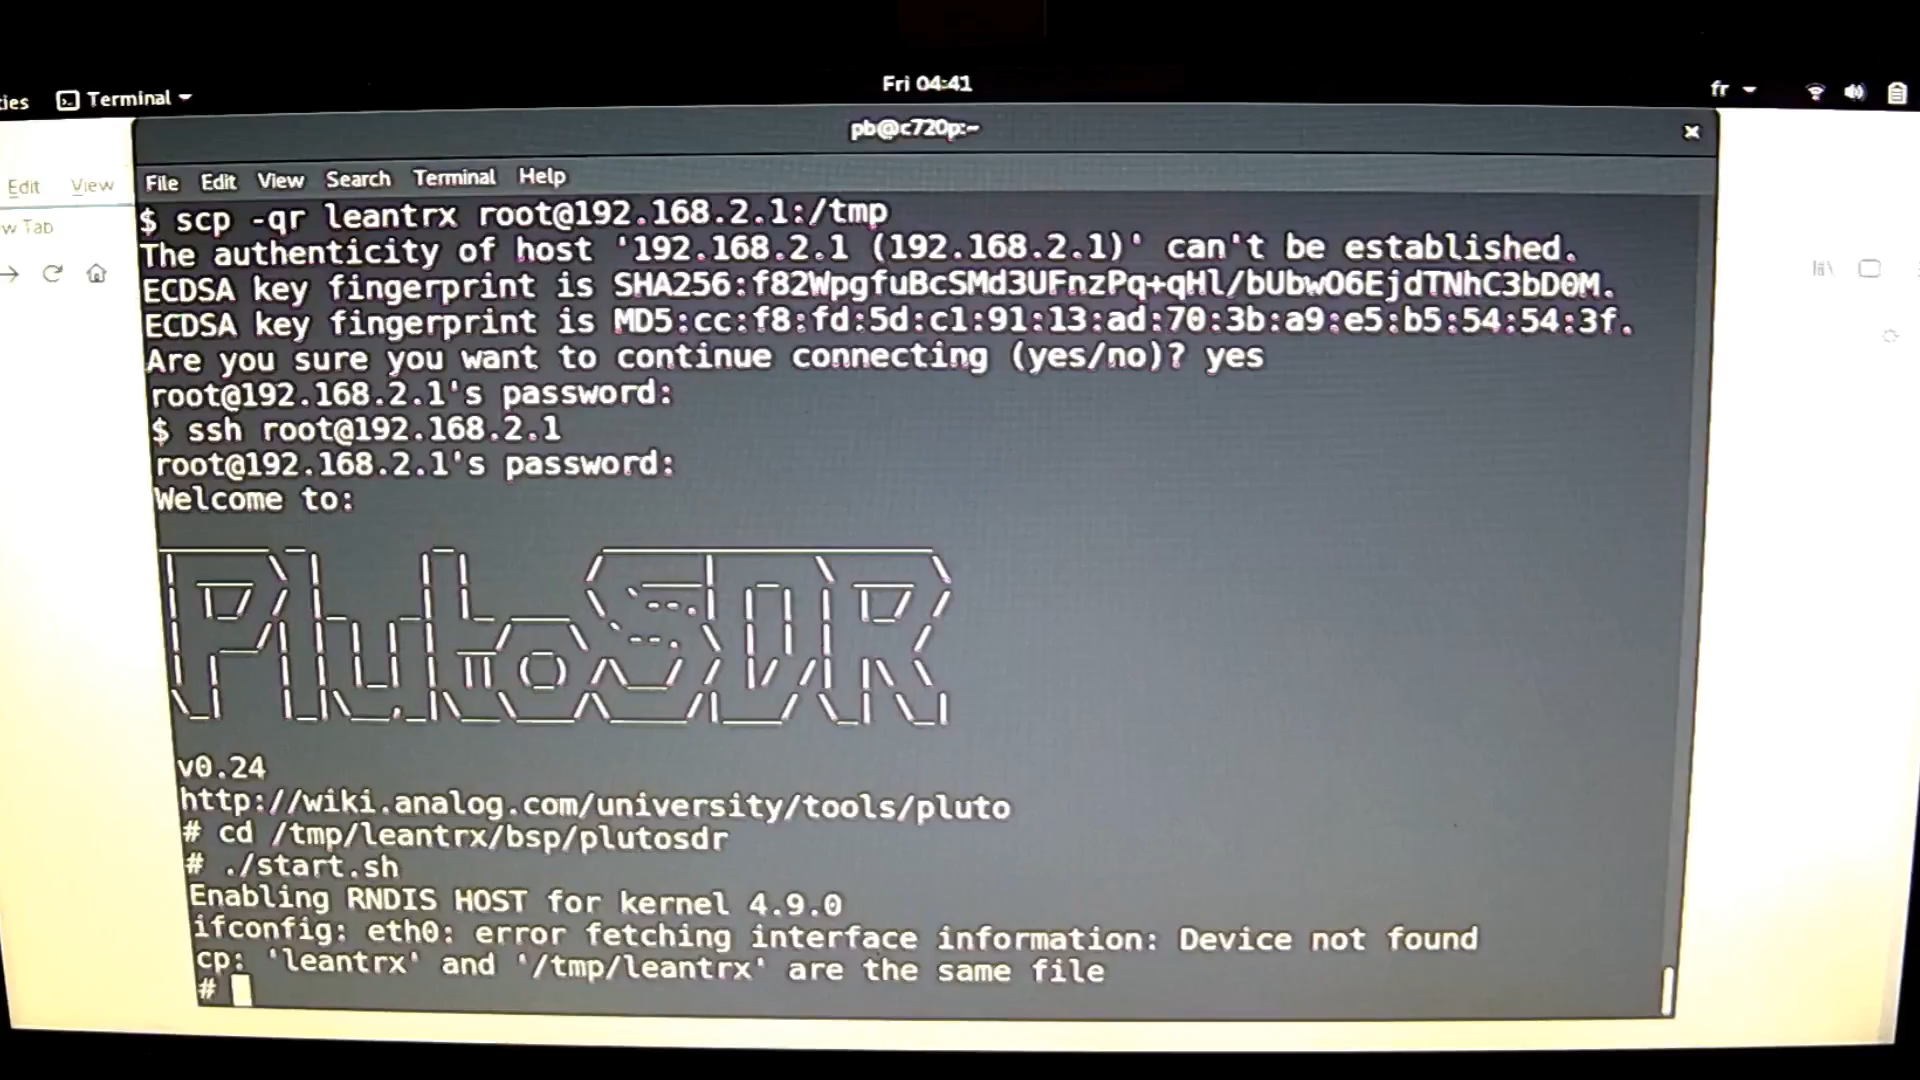 ties Terminal Fri 04:41 fr
pb@c720p:~
Edit View
File Edit View Search Terminal Help
w Tab
$ scp -qr leantrx root@192.168.2.1:/tmp
The authenticity of host '192.168.2.1 (192.168.2.1)' can't be established.
ECDSA key fingerprint is SHA256:f82WpgfuBcSMd3UFnzPq+qHl/bUbwO6EjdTNhC3bD0M.
ECDSA key fingerprint is MD5:cc:f8:fd:5d:c1:91:13:ad:70:3b:a9:e5:b5:54:54:3f.
Are you sure you want to continue connecting (yes/no)? yes
root@192.168.2.1's password:
$ ssh root@192.168.2.1
root@192.168.2.1's password:
Welcome to:
PlutoSDR
v0.24
http://wiki.analog.com/university/tools/pluto
# cd /tmp/leantrx/bsp/plutosdr
# ./start.sh
Enabling RNDIS HOST for kernel 4.9.0
ifconfig: eth0: error fetching interface information: Device not found
cp: 'leantrx' and '/tmp/leantrx' are the same file
#